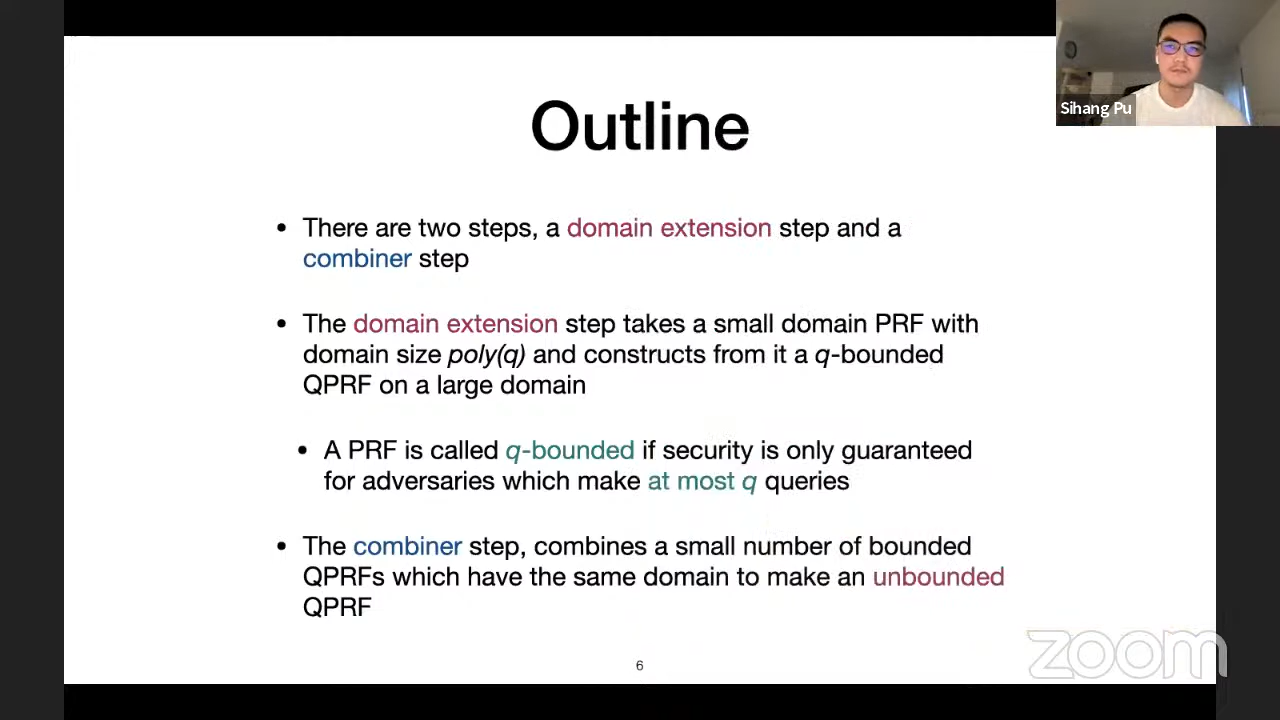 Sihang Pu
Outline
• There are two steps, a domain extension step and a
combiner step
• The domain extension step takes a small domain PRF with
domain size poly(q) and constructs from it a q-bounded
QPRF on a large domain
• A PRF is called q-bounded if security is only guaranteed
for adversaries which make at most q queries
• The combiner step, combines a small number of bounded
QPRFs which have the same domain to make an unbounded
QPRF
6
zoom